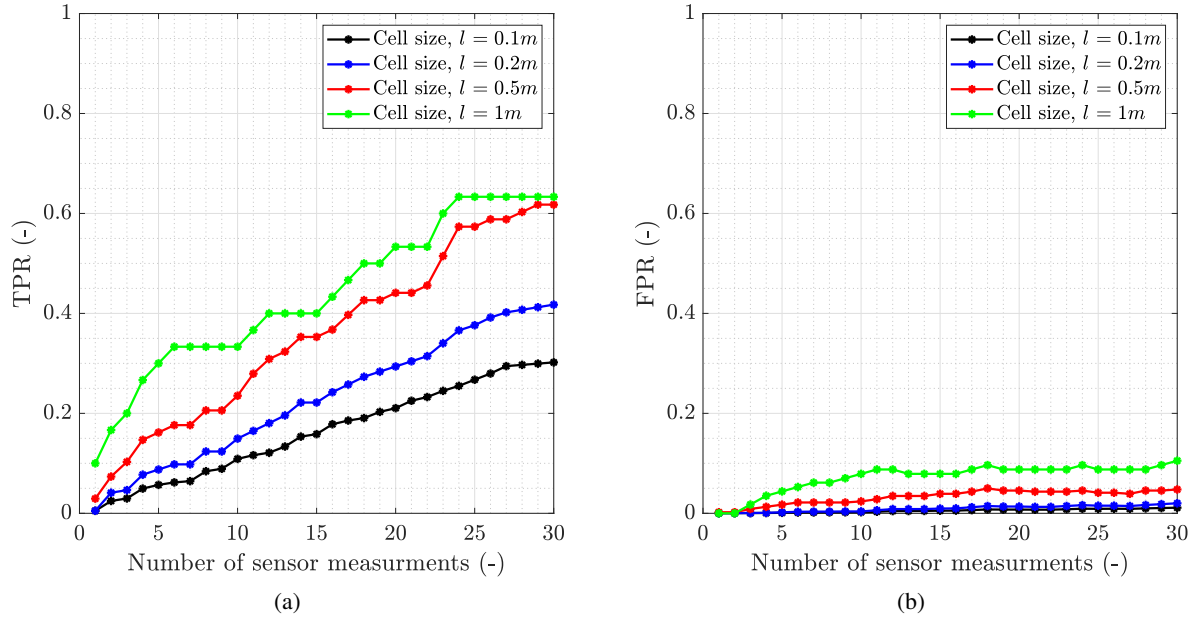 1
0.8
0.6
0.4
0.2
0
TPR (-)
0 5 10 15 20 25 30
Number of sensor measurments (-)
Cell size, l = 0.1m
Cell size, l = 0.2m
Cell size, l = 0.5m
Cell size, l = 1m
(a)
1
0.8
0.6
0.4
0.2
0
FPR (-)
0 5 10 15 20 25 30
Number of sensor measurments (-)
Cell size, l = 0.1m
Cell size, l = 0.2m
Cell size, l = 0.5m
Cell size, l = 1m
(b)